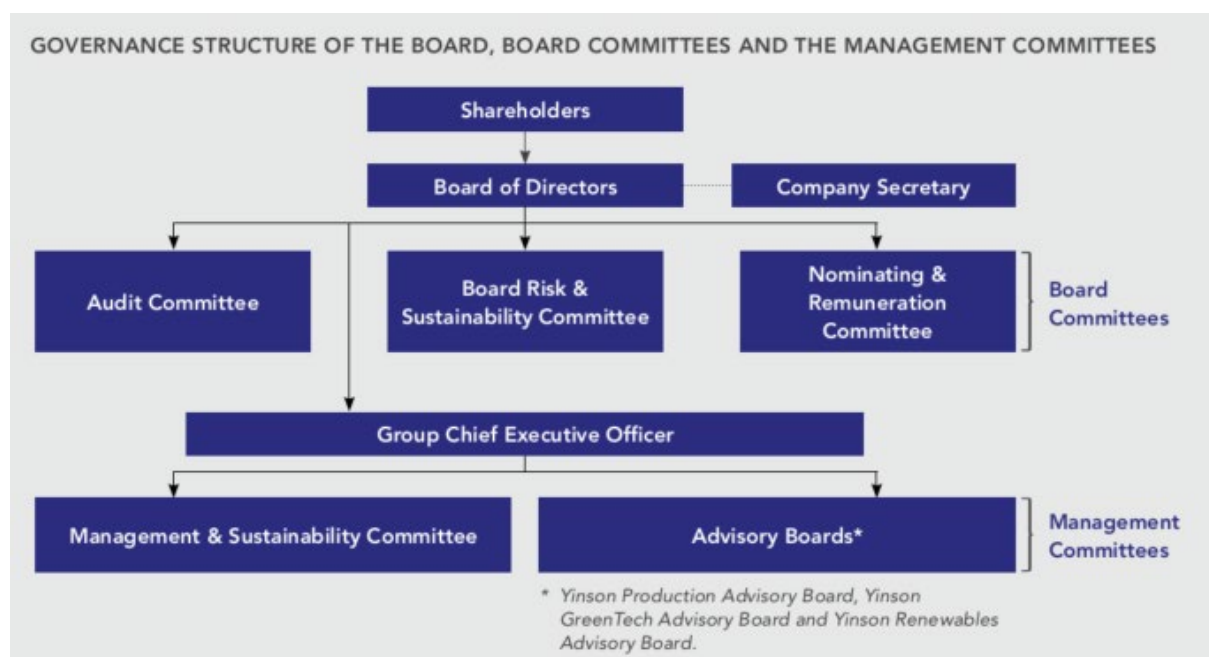 GOVERNANCE STRUCTURE OF THE BOARD, BOARD COMMITTEES AND THE MANAGEMENT COMMITTEES
Shareholders
Board of Directors
Company Secretary
Audit Committee
Board Risk &
Sustainability Committee
Nominating &
Remuneration
Committee
Board
Committees
Group Chief Executive Officer
Management & Sustainability Committee
Advisory Boards*
Management
Committees
* Yinson Production Advisory Board, Yinson
GreenTech Advisory Board and Yinson Renewables
Advisory Board.